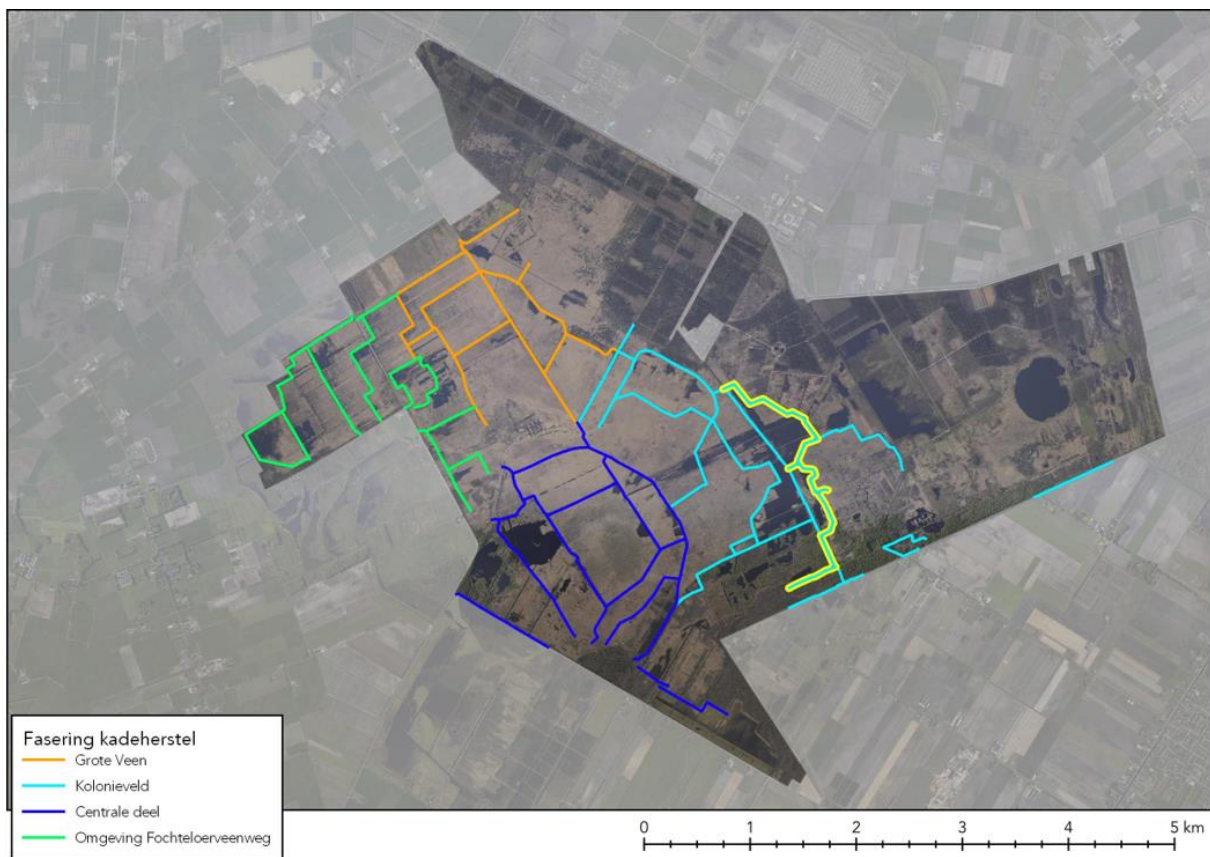 Fasering kadeherstel
Grote Veen
Kolonieveld
Centrale deel
Omgeving Fochteloerveenweg
0 1 2 3 4 5 km